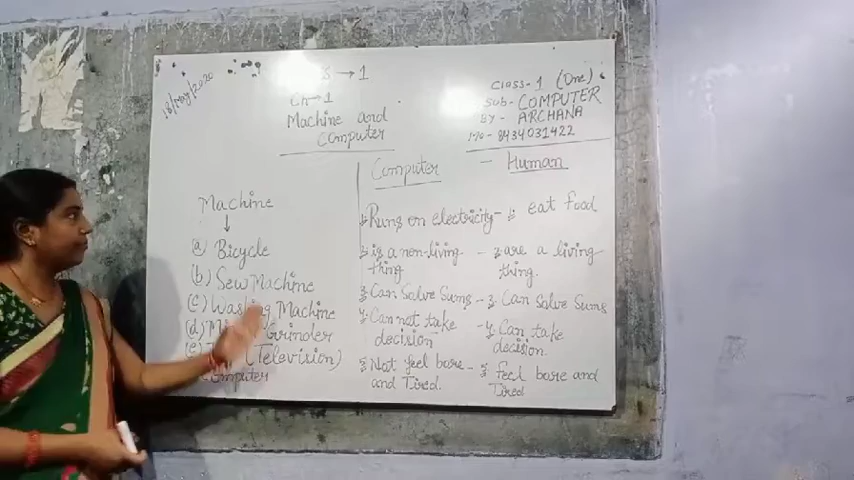 18/May/2020
P → 1
Ch → 1
Machine and
Computer
Class - 1 (One)
Sub - COMPUTER
BY - ARCHANA
Mo - 8434031422
Machine
(a) Bicycle
(b) Sew Machine
(c) Washing Machine
(d) Grinder
(e) (Television)
Computer
Computer - Human
1 Runs on electricity - 1 eat Food
2 is a non-living thing - 2 are a living thing
3 Can Solve Sums - 3 Can Solve Sums
4 Can not take decision - 4 Can take decision
5 Not feel bore and Tired - 5 feel bore and Tired